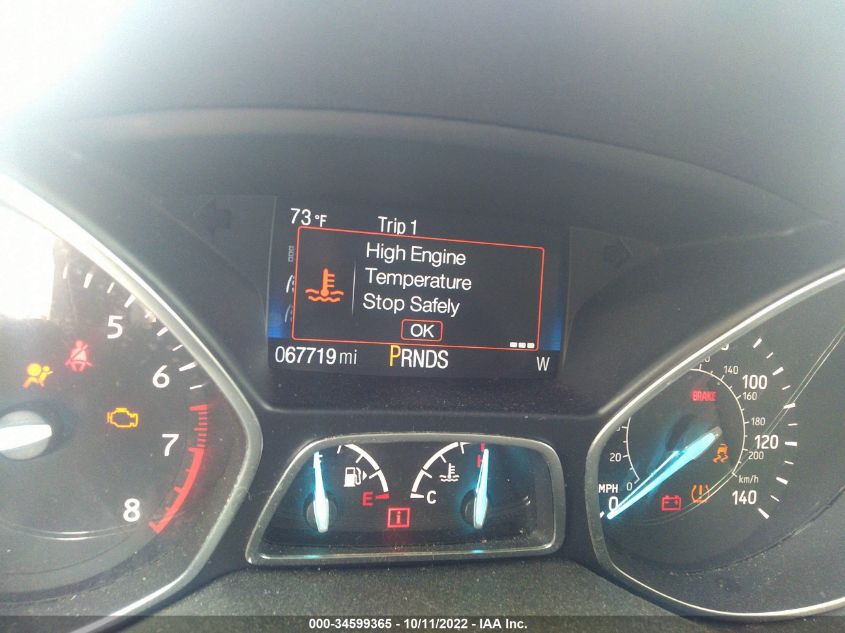 73 °F
Trip 1
High Engine
Temperature
Stop Safely
OK
067719 mi
PRNDS
W
5
6
7
8
E
C
H
BRAKE
0
20
140
160
180
200
km/h
MPH
0
100
120
140
000-34599365 - 10/11/2022 - IAA Inc.